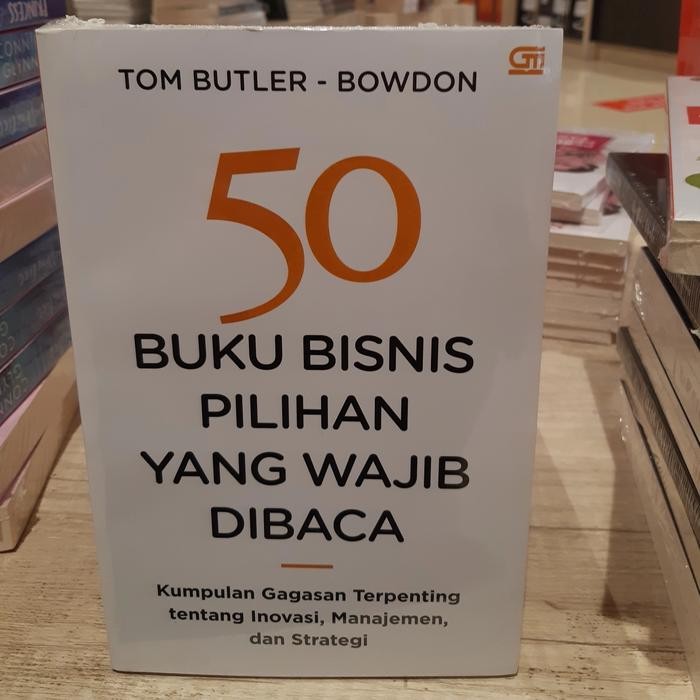 TOM BUTLER - BOWDON
50
BUKU BISNIS
PILIHAN
YANG WAJIB
DIBACA
Kumpulan Gagasan Terpenting
tentang Inovasi, Manajemen,
dan Strategi